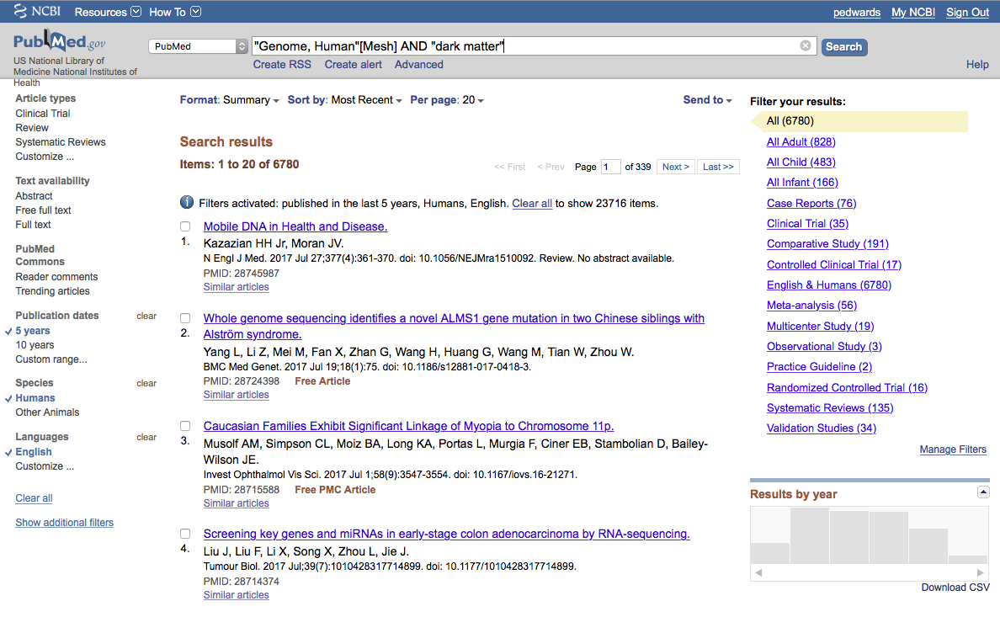 NCBI Resources How To pedwards My NCBI Sign Out
PubMed.gov
US National Library of
Medicine National Institutes of
Health
PubMed "Genome, Human"[Mesh] AND "dark matter" Search
Create RSS Create alert Advanced Help
Article types
Clinical Trial
Review
Systematic Reviews
Customize ...
Text availability
Abstract
Free full text
Full text
PubMed
Commons
Reader comments
Trending articles
Publication dates clear
5 years
10 years
Custom range...
Species clear
Humans
Other Animals
Languages clear
English
Customize ...
Clear all
Show additional filters
Format: Summary Sort by: Most Recent Per page: 20 Send to
Search results
Items: 1 to 20 of 6780
<< First < Prev Page 1 of 339 Next > Last >>
Filters activated: published in the last 5 years, Humans, English. Clear all to show 23716 items.
Mobile DNA in Health and Disease.
1. Kazazian HH Jr, Moran JV.
N Engl J Med. 2017 Jul 27;377(4):361-370. doi: 10.1056/NEJMra1510092. Review. No abstract available.
PMID: 28745987
Similar articles
Whole genome sequencing identifies a novel ALMS1 gene mutation in two Chinese siblings with
2. Alström syndrome.
Yang L, Li Z, Mei M, Fan X, Zhan G, Wang H, Huang G, Wang M, Tian W, Zhou W.
BMC Med Genet. 2017 Jul 19;18(1):75. doi: 10.1186/s12881-017-0418-3.
PMID: 28724398 Free Article
Similar articles
Caucasian Families Exhibit Significant Linkage of Myopia to Chromosome 11p.
3. Musolf AM, Simpson CL, Moiz BA, Long KA, Portas L, Murgia F, Ciner EB, Stambolian D, Bailey-
Wilson JE.
Invest Ophthalmol Vis Sci. 2017 Jul 1;58(9):3547-3554. doi: 10.1167/iovs.16-21271.
PMID: 28715588 Free PMC Article
Similar articles
Screening key genes and miRNAs in early-stage colon adenocarcinoma by RNA-sequencing.
4. Liu J, Liu F, Li X, Song X, Zhou L, Jie J.
Tumour Biol. 2017 Jul;39(7):1010428317714899. doi: 10.1177/1010428317714899.
PMID: 28714374
Similar articles
Filter your results:
All (6780)
All Adult (828)
All Child (483)
All Infant (166)
Case Reports (76)
Clinical Trial (35)
Comparative Study (191)
Controlled Clinical Trial (17)
English & Humans (6780)
Meta-analysis (56)
Multicenter Study (19)
Observational Study (3)
Practice Guideline (2)
Randomized Controlled Trial (16)
Systematic Reviews (135)
Validation Studies (34)
Manage Filters
Results by year
Download CSV